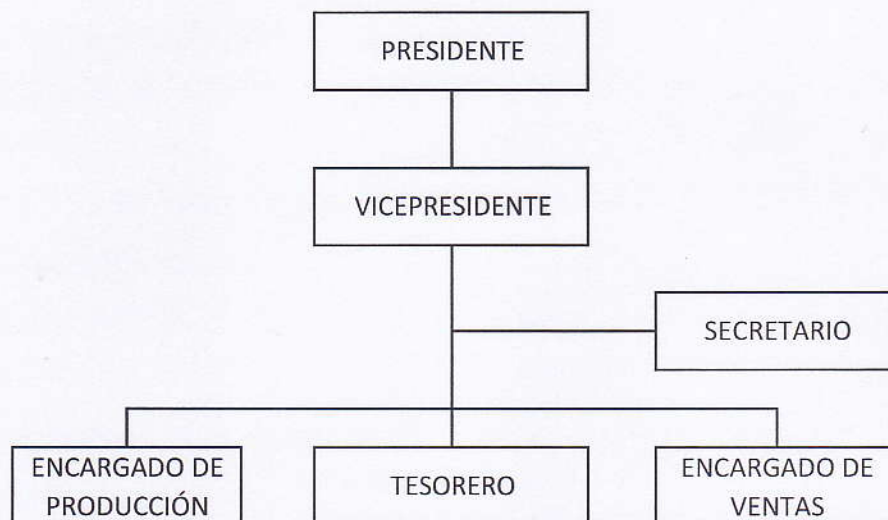 PRESIDENTE
VICEPRESIDENTE
SECRETARIO
ENCARGADO DE
PRODUCCIÓN
TESORERO
ENCARGADO DE
VENTAS